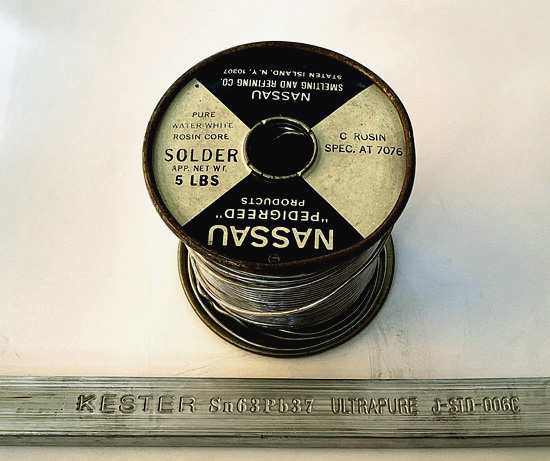 NASSAU
SMELTING AND REFINING CO.
STATEN ISLAND, N.Y. 10307
PURE
WATER-WHITE
ROSIN CORE
SOLDER
APP. NET WT.
5 LBS
C ROSIN
SPEC. AT 7076
NASSAU
"PEDIGREED"
PRODUCTS
KESTER Sn63Pb37 ULTRAPURE J-STD-006C